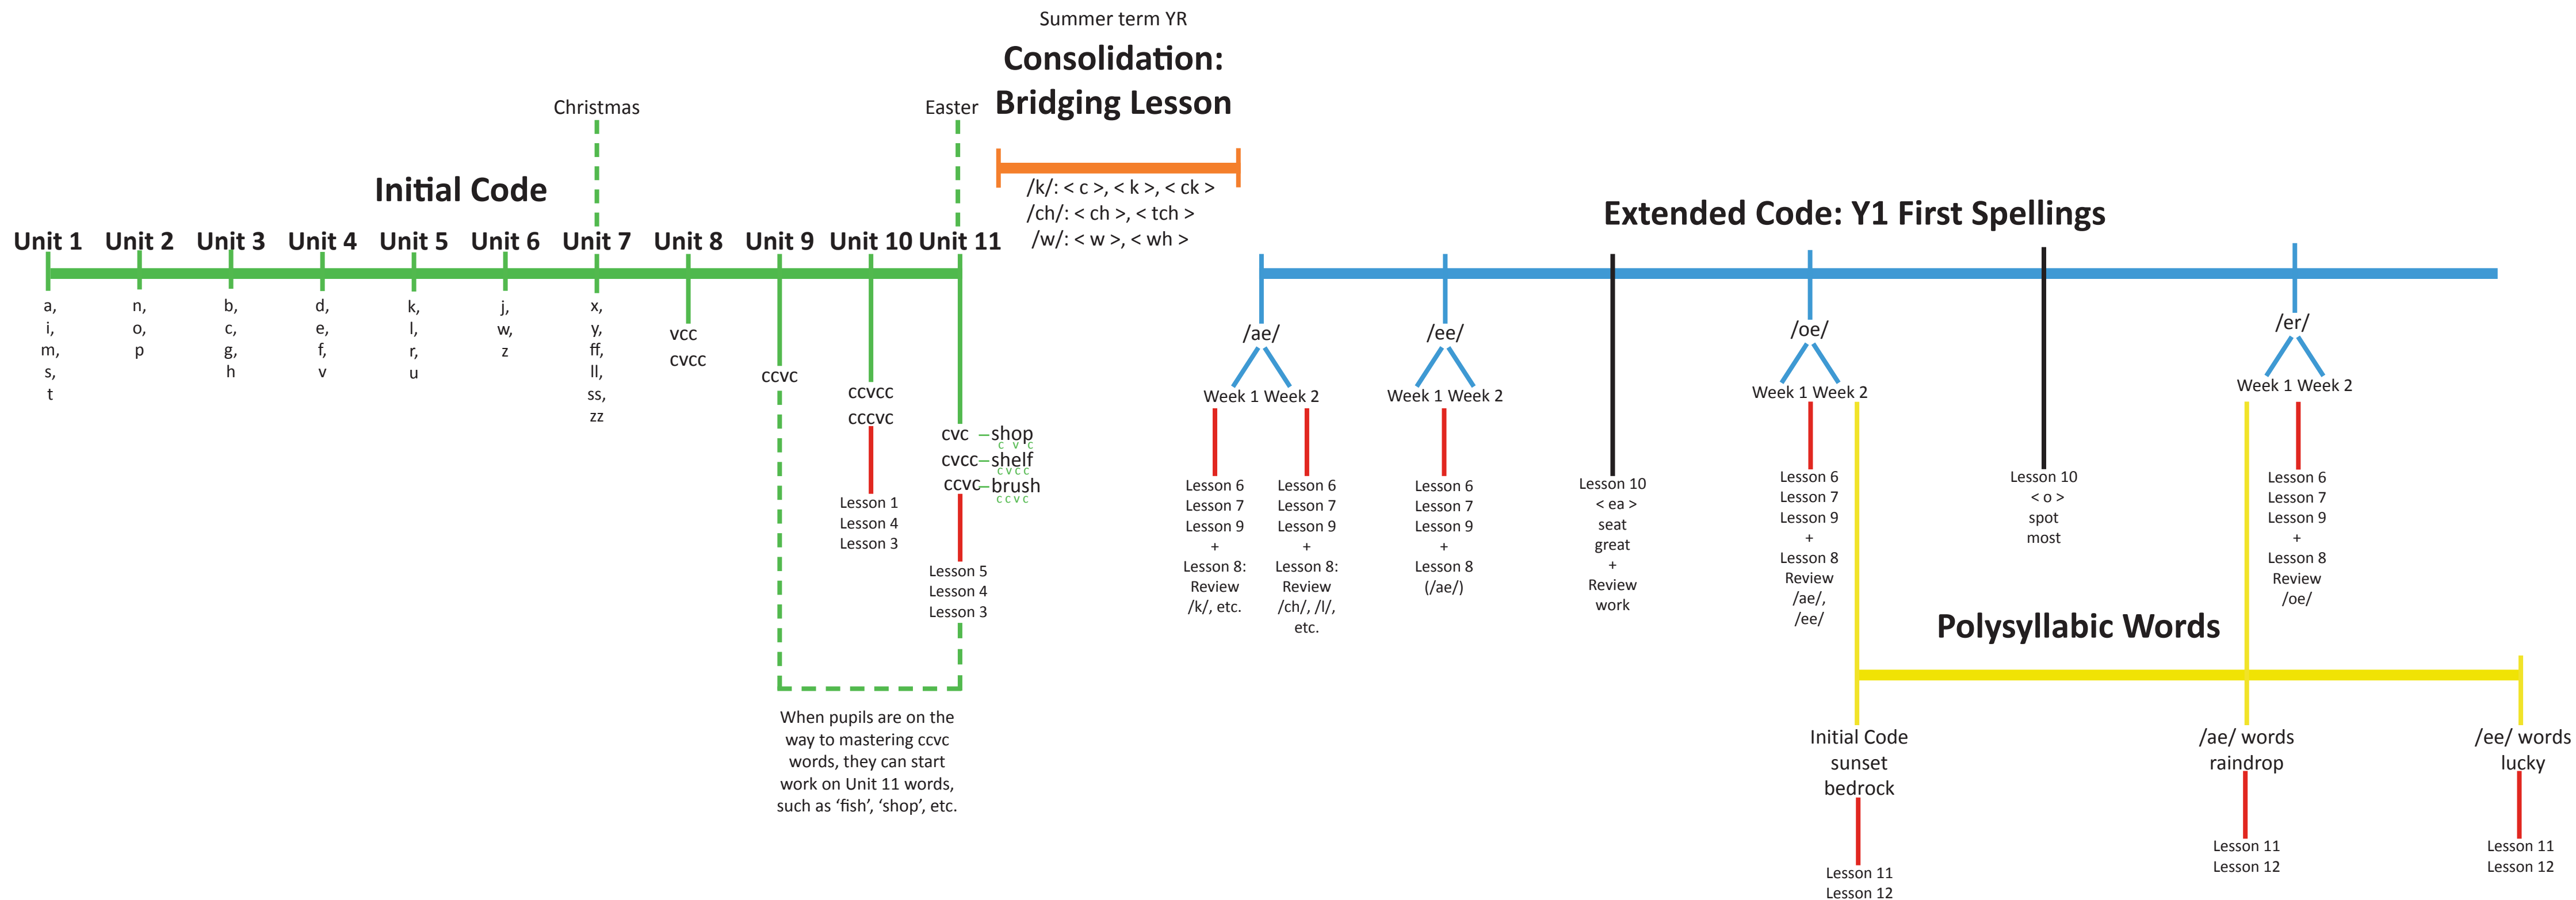 Summer term YR
Consolidation:
Bridging Lesson
Christmas
Easter
/k/: < c >, < k >, < ck >
/ch/: < ch >, < tch >
/w/: < w >, < wh >
Initial Code
Unit 1 Unit 2 Unit 3 Unit 4 Unit 5 Unit 6 Unit 7 Unit 8 Unit 9 Unit 10 Unit 11
a,
i,
m,
s,
t
n,
o,
p
b,
c,
g,
h
d,
e,
f,
v
k,
l,
r,
u
j,
w,
z
x,
y,
ff,
ll,
ss,
zz
vcc
cvcc
ccvc
ccvcc
cccvc
Lesson 1
Lesson 4
Lesson 3
cvc – shop
c v c
cvcc – shelf
c v c c
ccvc – brush
c c v c
Lesson 5
Lesson 4
Lesson 3
When pupils are on the
way to mastering ccvc
words, they can start
work on Unit 11 words,
such as ‘fish’, ‘shop’, etc.
Extended Code: Y1 First Spellings
/ae/
Week 1 Week 2
Lesson 6
Lesson 7
Lesson 9
+
Lesson 8:
Review
/k/, etc.
Lesson 6
Lesson 7
Lesson 9
+
Lesson 8:
Review
/ch/, /l/,
etc.
/ee/
Week 1 Week 2
Lesson 6
Lesson 7
Lesson 9
+
Lesson 8
(/ae/)
Lesson 10
< ea >
seat
great
+
Review
work
/oe/
Week 1 Week 2
Lesson 6
Lesson 7
Lesson 9
+
Lesson 8
Review
/ae/,
/ee/
Lesson 10
< o >
spot
most
/er/
Week 1 Week 2
Lesson 6
Lesson 7
Lesson 9
+
Lesson 8
Review
/oe/
Polysyllabic Words
Initial Code
sunset
bedrock
Lesson 11
Lesson 12
/ae/ words
raindrop
Lesson 11
Lesson 12
/ee/ words
lucky
Lesson 11
Lesson 12